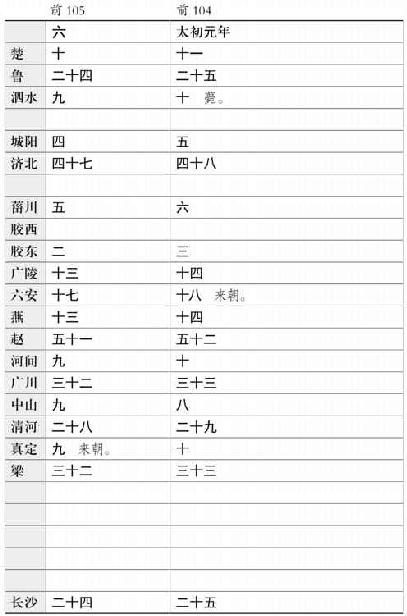 前105 前104
六 太初元年
楚 十 十一
鲁 二十四 二十五
泗水 九 十 薨。
城阳 四 五
济北 四十七 四十八
菑川 五 六
胶西
胶东 二 三
广陵 十三 十四
六安 十七 十八 来朝。
燕 十三 十四
赵 五十一 五十二
河间 九 十
广川 三十二 三十三
中山 九 八
清河 二十八 二十九
真定 九 来朝。 十
梁 三十二 三十三
长沙 二十四 二十五